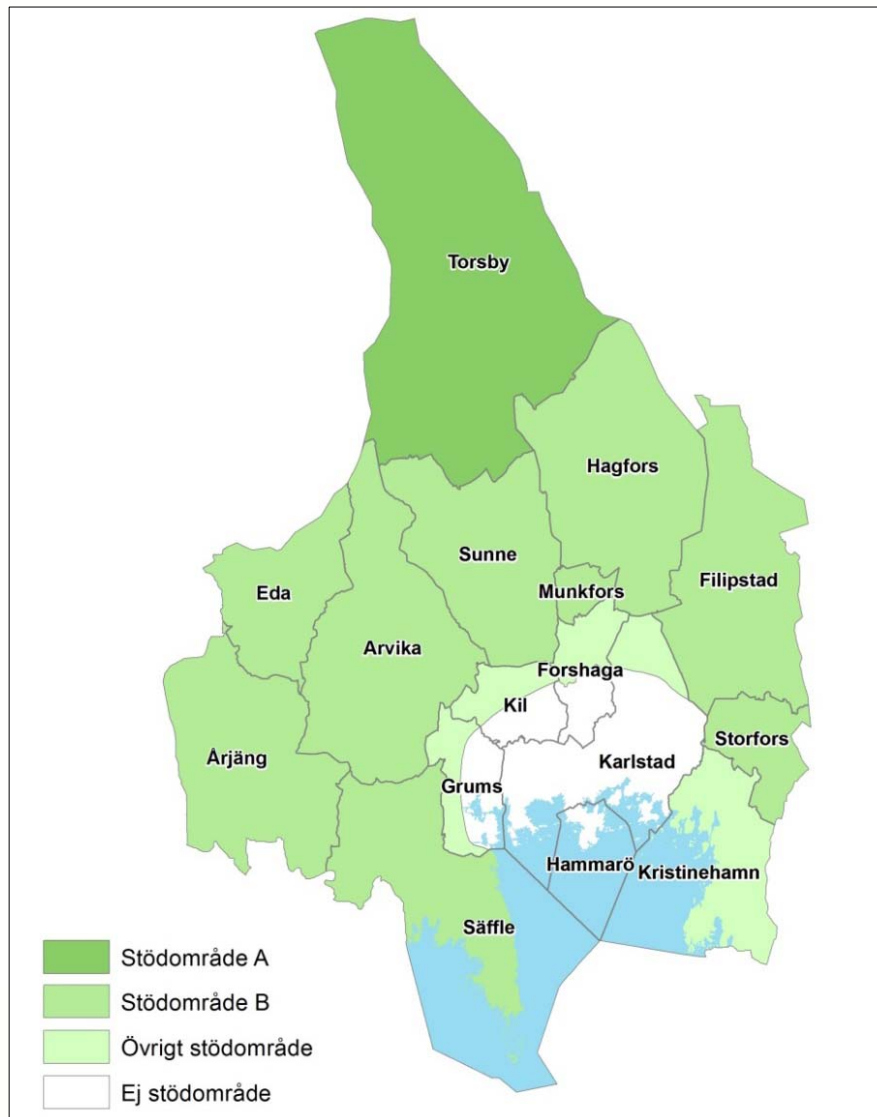 Torsby
Hagfors
Sunne
Eda
Munkfors
Filipstad
Arvika
Forshaga
Kil
Årjäng
Storfors
Karlstad
Grums
Hammarö
Kristinehamn
Säffle
Stödområde A
Stödområde B
Övrigt stödområde
Ej stödområde